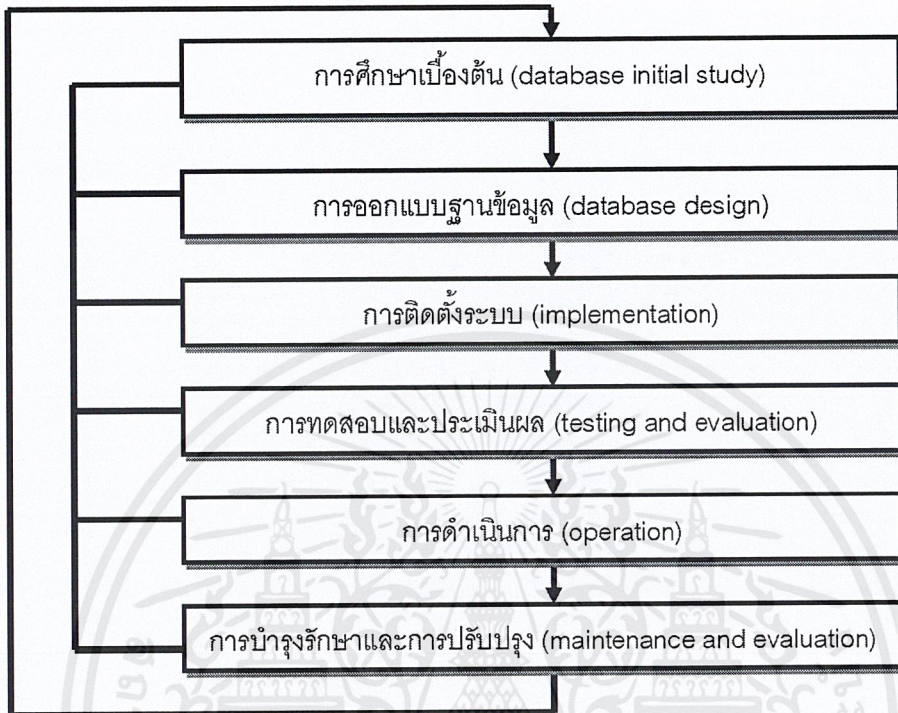 การศึกษาเบื้องต้น (database initial study)
การออกแบบฐานข้อมูล (database design)
การติดตั้งระบบ (implementation)
การทดสอบและประเมินผล (testing and evaluation)
การดำเนินการ (operation)
การบำรุงรักษาและการปรับปรุง (maintenance and evaluation)